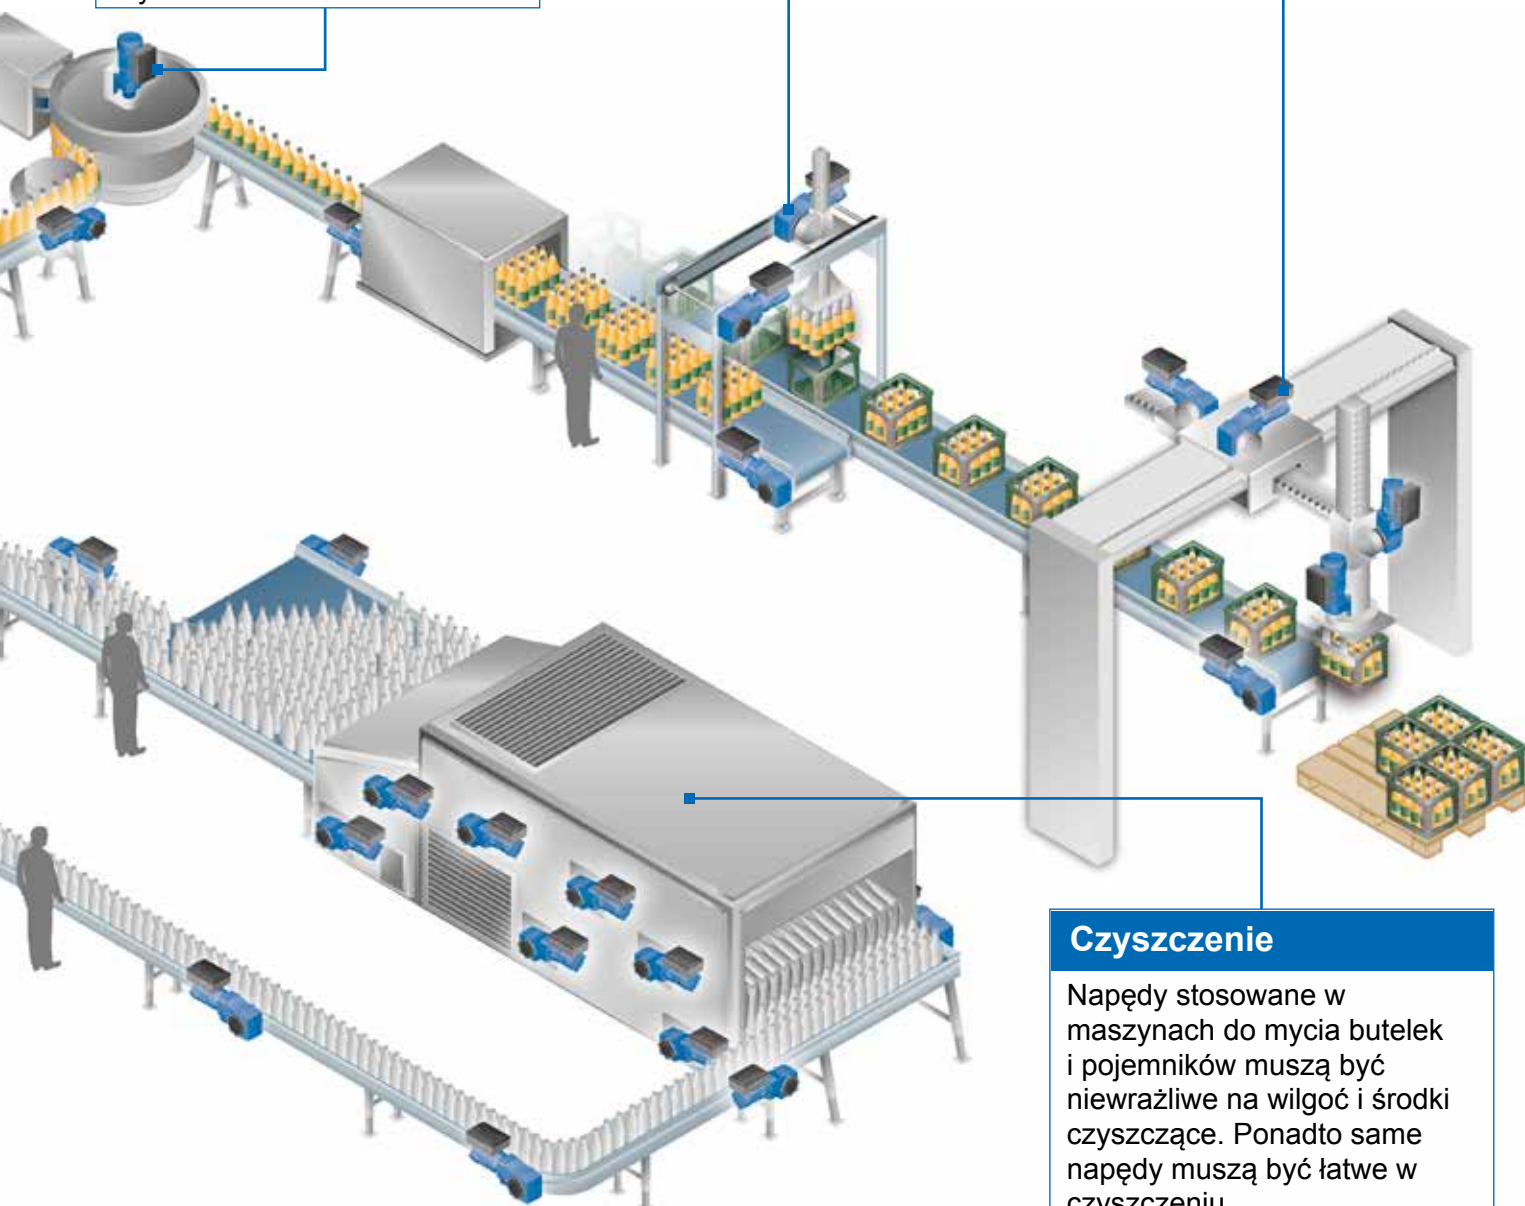 Czyszczenie
Napędy stosowane w
maszynach do mycia butelek
i pojemników muszą być
niewrażliwe na wilgoć i środki
czyszczące. Ponadto same
napędy muszą być łatwe w
czyszczeniu